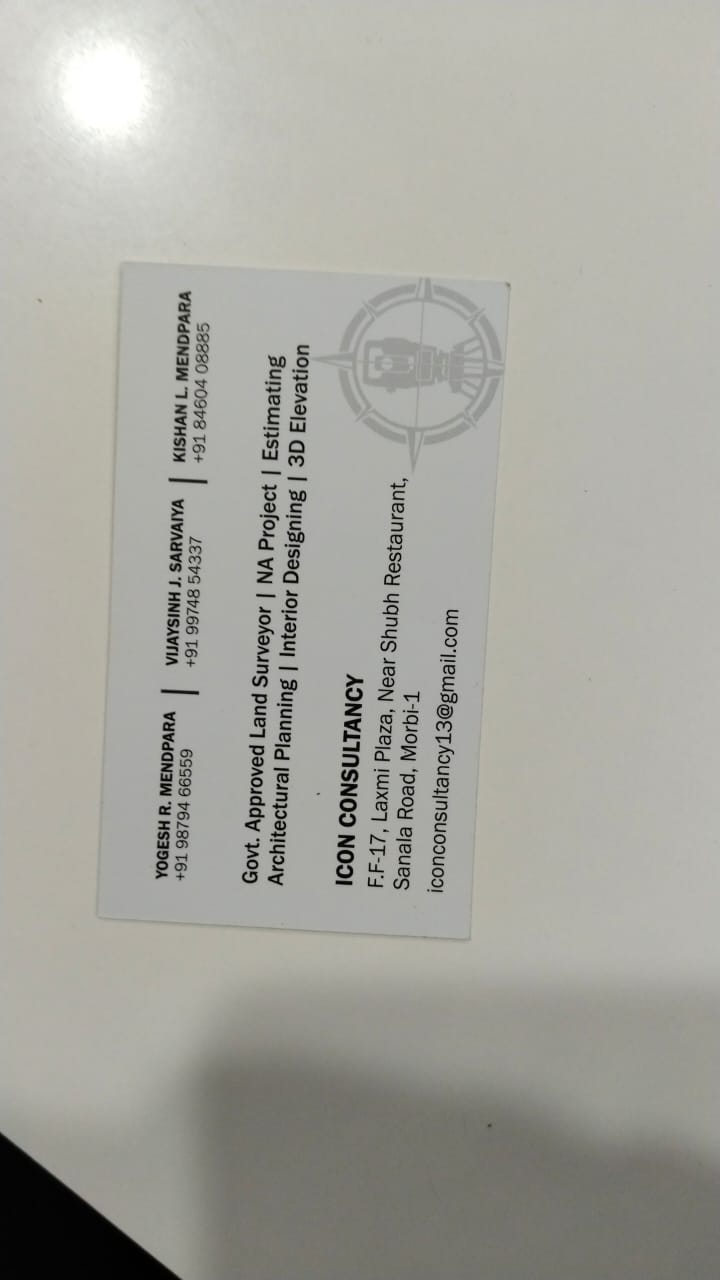 YOGESH R. MENDPARA | VIJAYSINH J. SARVAIYA | KISHAN L. MENDPARA
+91 98794 66559 +91 99748 54337 +91 84604 08885
Govt. Approved Land Surveyor | NA Project | Estimating
Architectural Planning | Interior Designing | 3D Elevation
ICON CONSULTANCY
F.F-17, Laxmi Plaza, Near Shubh Restaurant,
Sanala Road, Morbi-1
iconconsultancy13@gmail.com